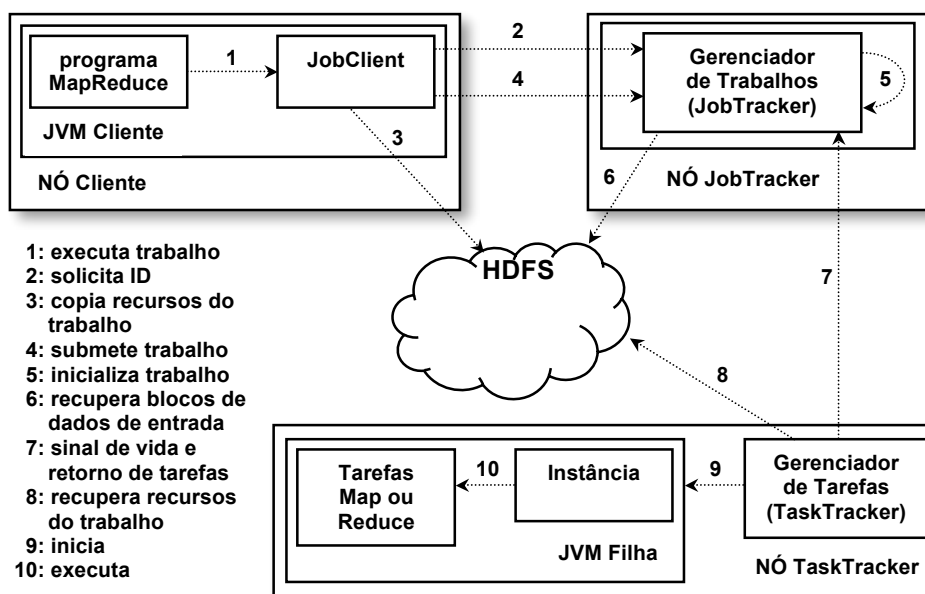 programa
MapReduce
1
JobClient
JVM Cliente
NÓ Cliente
2
4
3
Gerenciador
de Trabalhos
(JobTracker)
5
NÓ JobTracker
6
7
HDFS
8
1: executa trabalho
2: solicita ID
3: copia recursos do
trabalho
4: submete trabalho
5: inicializa trabalho
6: recupera blocos de
dados de entrada
7: sinal de vida e
retorno de tarefas
8: recupera recursos
do trabalho
9: inicia
10: executa
Tarefas
Map ou
Reduce
10
Instância
9
JVM Filha
Gerenciador
de Tarefas
(TaskTracker)
NÓ TaskTracker